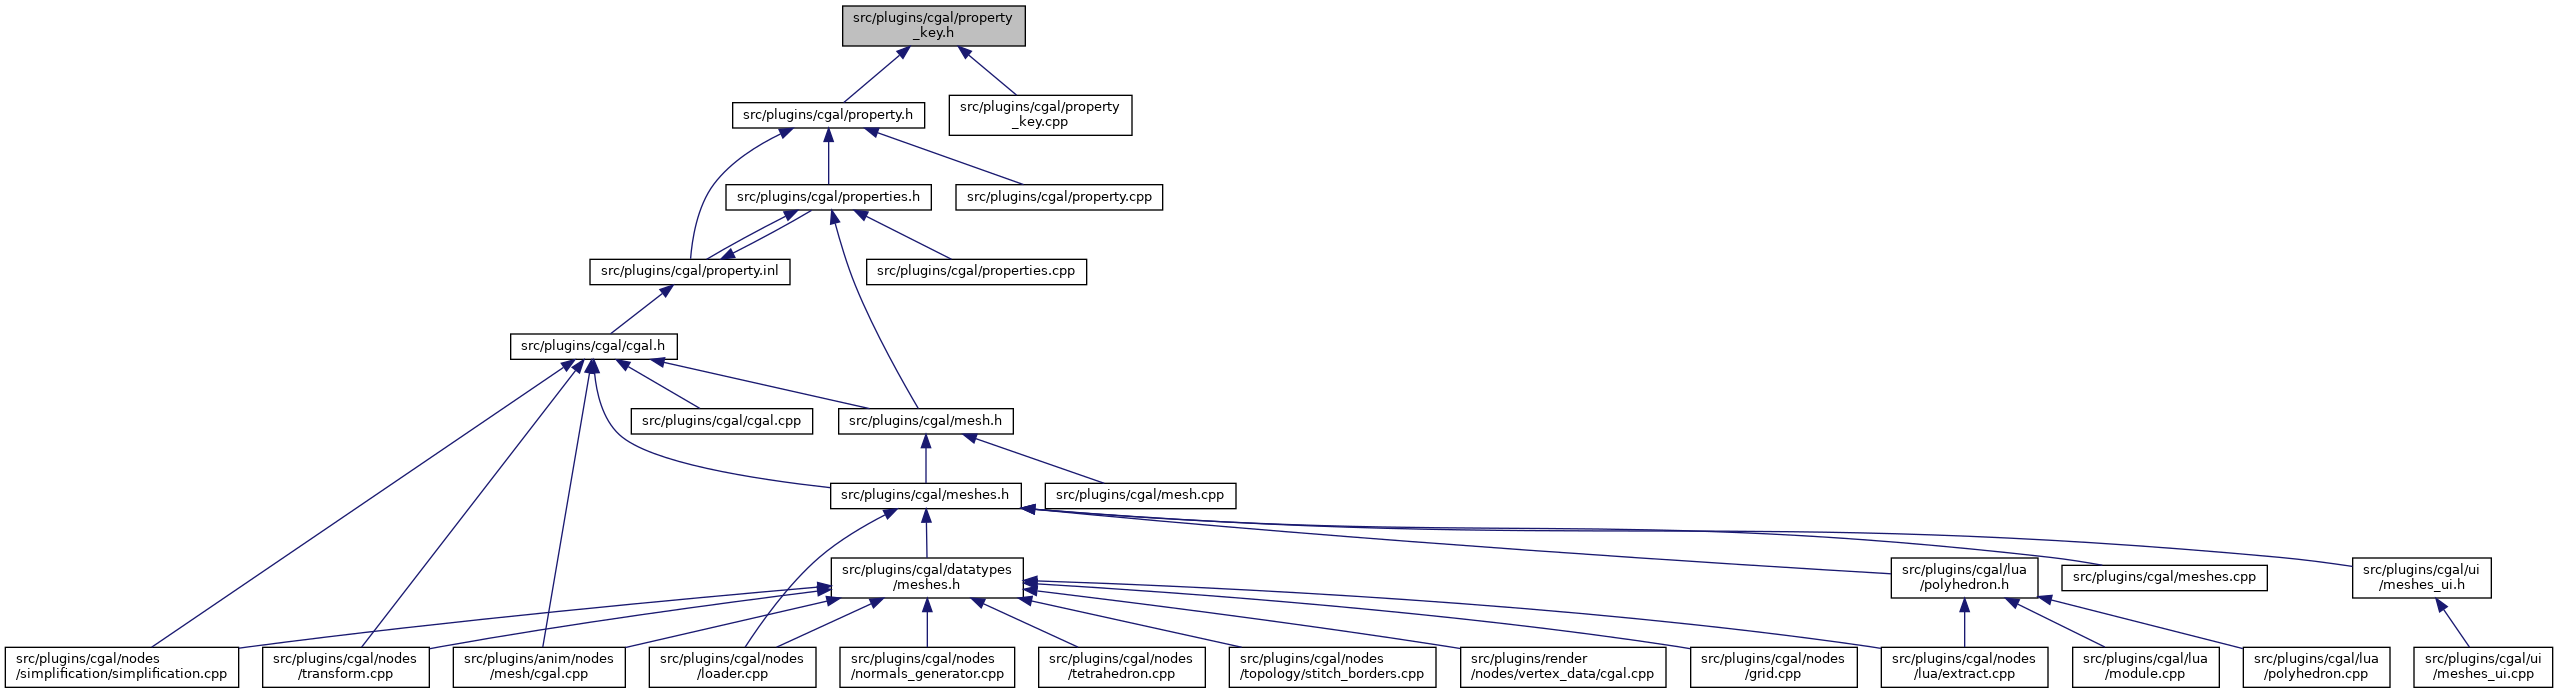 src/plugins/cgal/property
_key.h
src/plugins/cgal/property.h
src/plugins/cgal/property
_key.cpp
src/plugins/cgal/properties.h
src/plugins/cgal/property.cpp
src/plugins/cgal/property.inl
src/plugins/cgal/properties.cpp
src/plugins/cgal/cgal.h
src/plugins/cgal/cgal.cpp
src/plugins/cgal/mesh.h
src/plugins/cgal/meshes.h
src/plugins/cgal/mesh.cpp
src/plugins/cgal/datatypes
/meshes.h
src/plugins/cgal/lua
/polyhedron.h
src/plugins/cgal/meshes.cpp
src/plugins/cgal/ui
/meshes_ui.h
src/plugins/cgal/nodes
/simplification/simplification.cpp
src/plugins/cgal/nodes
/transform.cpp
src/plugins/anim/nodes
/mesh/cgal.cpp
src/plugins/cgal/nodes
/loader.cpp
src/plugins/cgal/nodes
/normals_generator.cpp
src/plugins/cgal/nodes
/tetrahedron.cpp
src/plugins/cgal/nodes
/topology/stitch_borders.cpp
src/plugins/render
/nodes/vertex_data/cgal.cpp
src/plugins/cgal/nodes
/grid.cpp
src/plugins/cgal/nodes
/lua/extract.cpp
src/plugins/cgal/lua
/module.cpp
src/plugins/cgal/lua
/polyhedron.cpp
src/plugins/cgal/ui
/meshes_ui.cpp